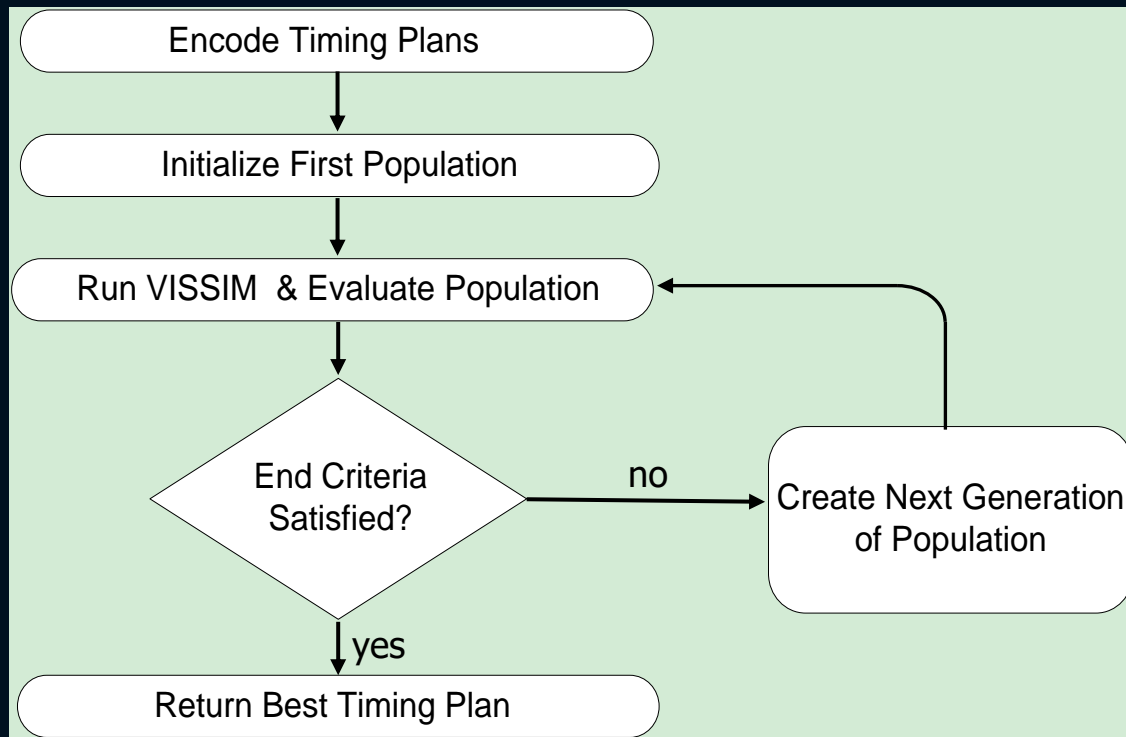 Encode Timing Plans
Initialize First Population
Run VISSIM & Evaluate Population
End Criteria
Satisfied?
no
Create Next Generation
of Population
yes
Return Best Timing Plan